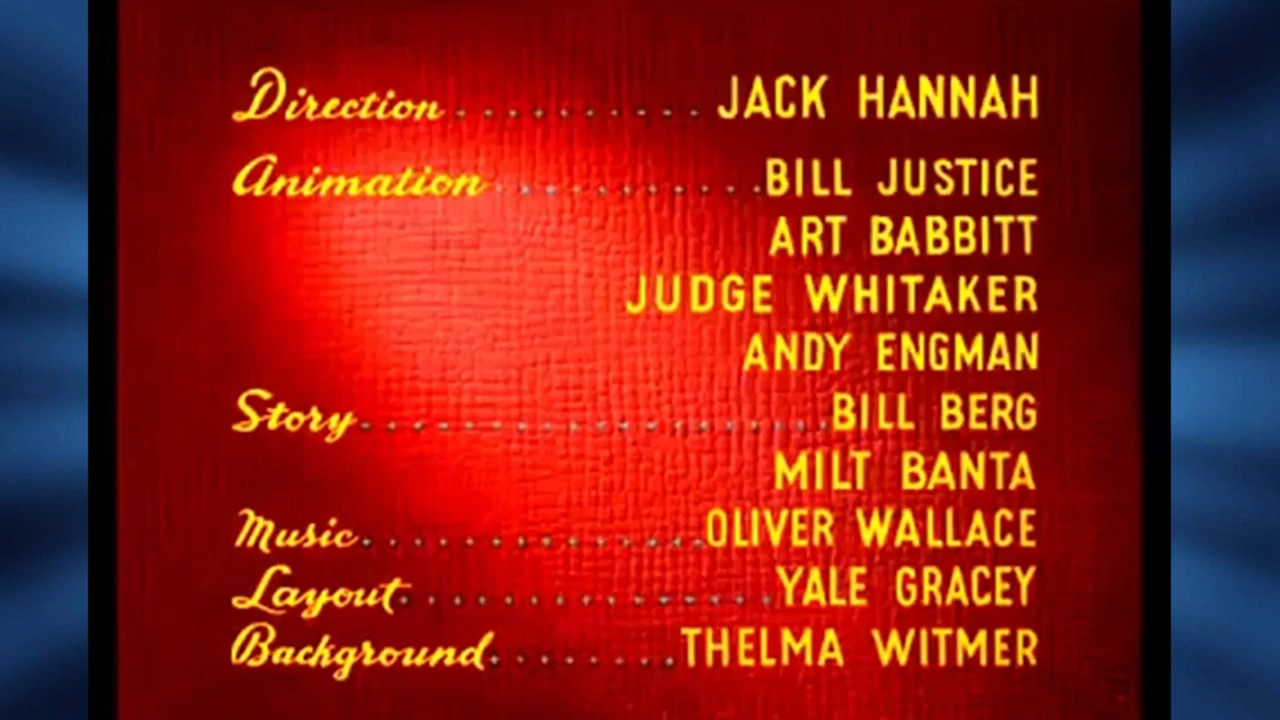 Direction..........JACK HANNAH
Animation...........BILL JUSTICE
ART BABBITT
JUDGE WHITAKER
ANDY ENGMAN
Story..................BILL BERG
MILT BANTA
Music..............OLIVER WALLACE
Layout...............YALE GRACEY
Background........THELMA WITMER